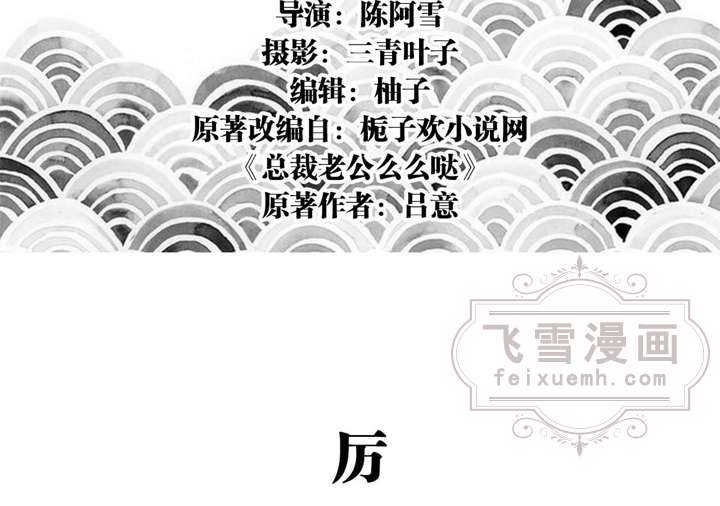 导演：陈阿雪
摄影：三青叶子
编辑：柚子
原著改编自：栀子欢小说网
《总裁老公么么哒》
原著作者：吕意
飞雪漫画
feixuemh.com
厉